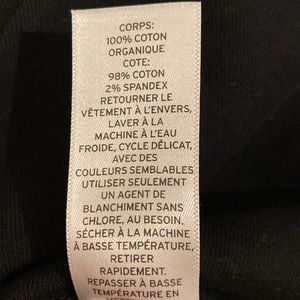 CORPS:
100% COTON
ORGANIQUE
COTE:
98% COTON
2% SPANDEX
RETOURNER LE
VÊTEMENT À L'ENVERS,
LAVER À LA
MACHINE À L'EAU
FROIDE, CYCLE DÉLICAT,
AVEC DES
COULEURS SEMBLABLES
UTILISER SEULEMENT
UN AGENT DE
BLANCHIMENT SANS
CHLORE, AU BESOIN.
SÉCHER À LA MACHINE
À BASSE TEMPÉRATURE,
RETIRER
RAPIDEMENT.
REPASSER À BASSE
TEMPÉRATURE EN